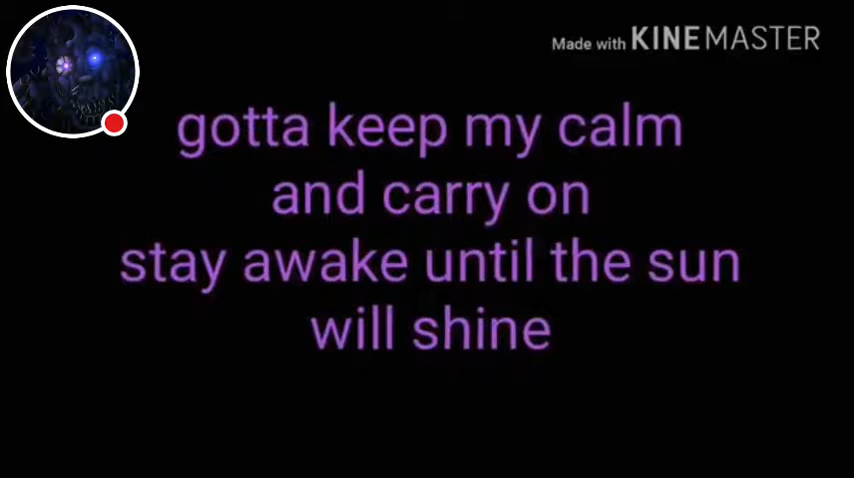 Made with KINEMASTER
gotta keep my calm
and carry on
stay awake until the sun
will shine